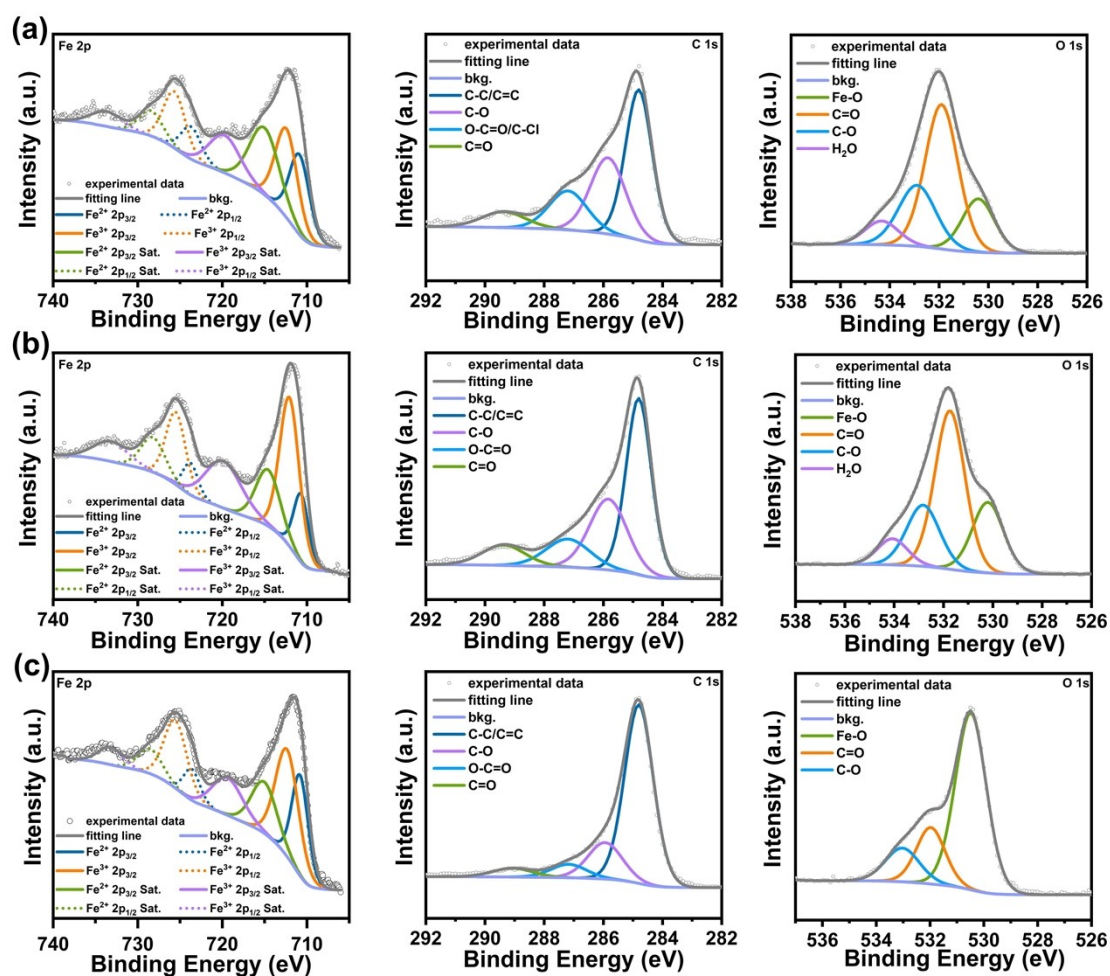 (a)
Fe 2p
experimental data
fitting line
bkg.
Fe²⁺ 2p₃/₂
Fe²⁺ 2p₁/₂
Fe³⁺ 2p₃/₂
Fe³⁺ 2p₁/₂
Fe²⁺ 2p₃/₂ Sat.
Fe³⁺ 2p₃/₂ Sat.
Fe²⁺ 2p₁/₂ Sat.
Fe³⁺ 2p₁/₂ Sat.
Intensity (a.u.)
740 730 720 710
Binding Energy (eV)
C 1s
experimental data
fitting line
bkg.
C-C/C=C
C-O
O-C=O/C-Cl
C=O
Intensity (a.u.)
292 290 288 286 284 282
Binding Energy (eV)
O 1s
experimental data
fitting line
bkg.
Fe-O
C=O
C-O
H₂O
Intensity (a.u.)
538 536 534 532 530 528 526
Binding Energy (eV)
(b)
Fe 2p
experimental data
fitting line
bkg.
Fe²⁺ 2p₃/₂
Fe²⁺ 2p₁/₂
Fe³⁺ 2p₃/₂
Fe³⁺ 2p₁/₂
Fe²⁺ 2p₃/₂ Sat.
Fe³⁺ 2p₃/₂ Sat.
Fe²⁺ 2p₁/₂ Sat.
Fe³⁺ 2p₁/₂ Sat.
Intensity (a.u.)
740 730 720 710
Binding Energy (eV)
C 1s
experimental data
fitting line
bkg.
C-C/C=C
C-O
O-C=O
C=O
Intensity (a.u.)
292 290 288 286 284 282
Binding Energy (eV)
O 1s
experimental data
fitting line
bkg.
Fe-O
C=O
C-O
H₂O
Intensity (a.u.)
538 536 534 532 530 528 526
Binding Energy (eV)
(c)
Fe 2p
experimental data
fitting line
bkg.
Fe²⁺ 2p₃/₂
Fe²⁺ 2p₁/₂
Fe³⁺ 2p₃/₂
Fe³⁺ 2p₁/₂
Fe²⁺ 2p₃/₂ Sat.
Fe³⁺ 2p₃/₂ Sat.
Fe²⁺ 2p₁/₂ Sat.
Fe³⁺ 2p₁/₂ Sat.
Intensity (a.u.)
740 730 720 710
Binding Energy (eV)
C 1s
experimental data
fitting line
bkg.
C-C/C=C
C-O
O-C=O
C=O
Intensity (a.u.)
292 290 288 286 284 282
Binding Energy (eV)
O 1s
experimental data
fitting line
bkg.
Fe-O
C=O
C-O
Intensity (a.u.)
536 534 532 530 528 526
Binding Energy (eV)